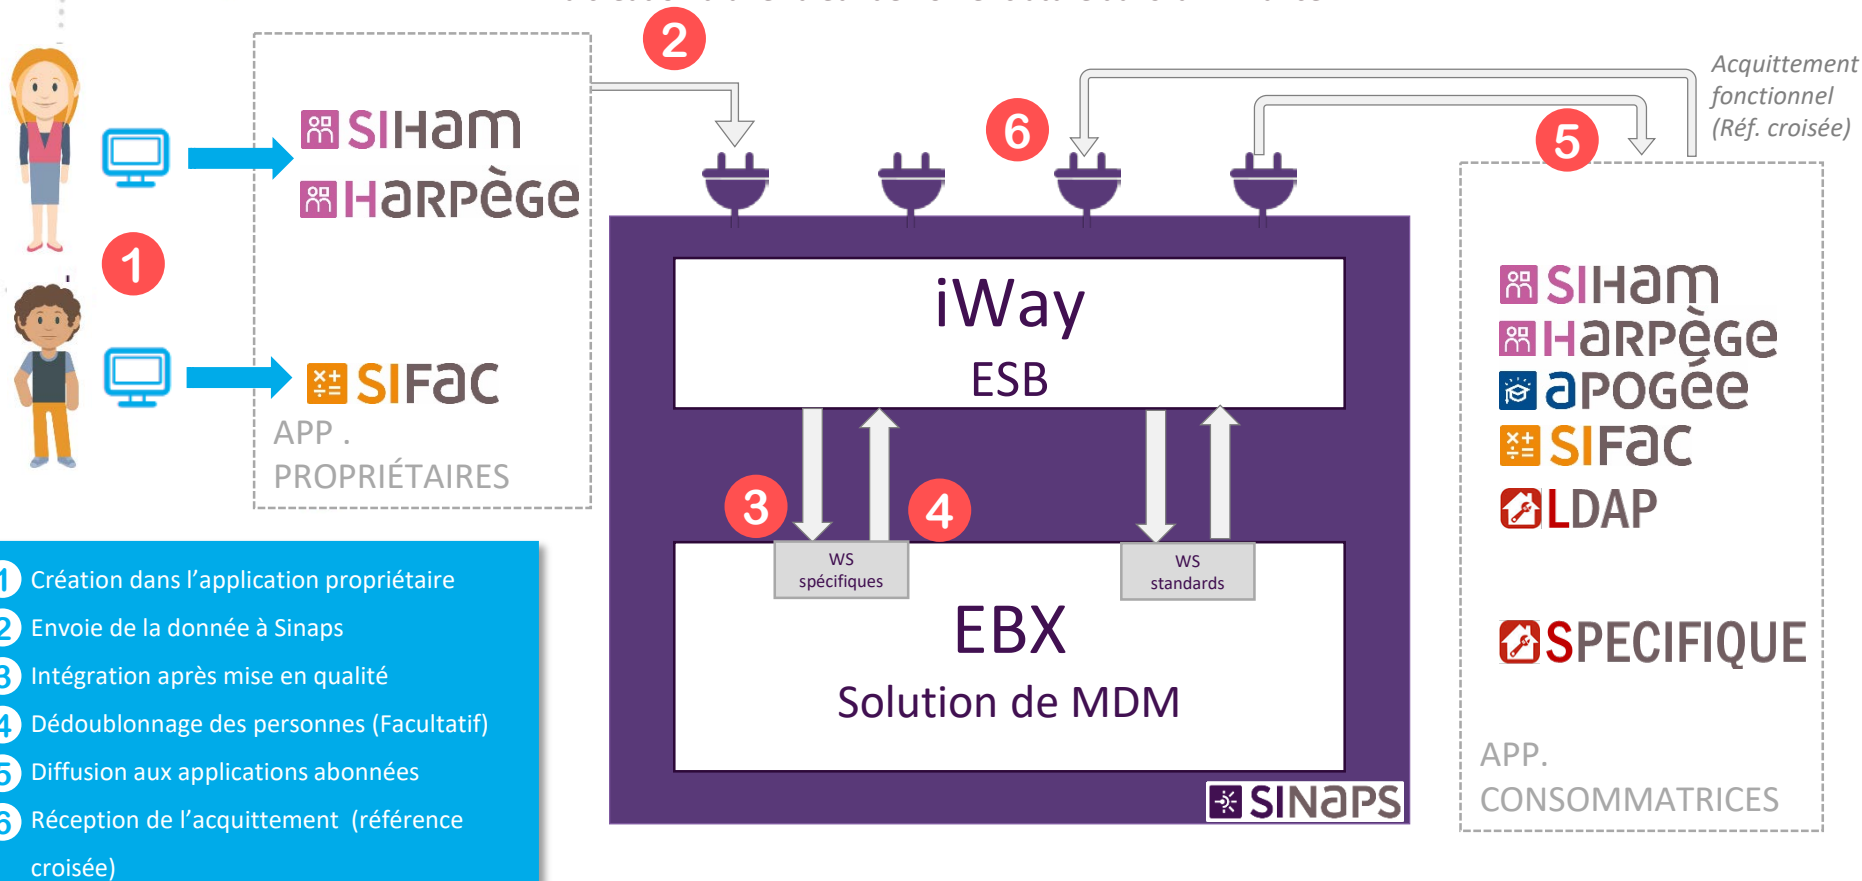 2
Acquittement
fonctionnel
(Réf. croisée)
SIHam
HaRPèGe
6
5
1
iWay
ESB
SIHam
HaRPèGe
aPOGée
SIFaC
LDAP
SIFaC
APP .
PROPRIÉTAIRES
3
4
WS
spécifiques
WS
standards
EBX
Solution de MDM
SINaPS
SPECIFIQUE
APP.
CONSOMMATRICES
1 Création dans l’application propriétaire
2 Envoie de la donnée à Sinaps
3 Intégration après mise en qualité
4 Dédoublonnage des personnes (Facultatif)
5 Diffusion aux applications abonnées
6 Réception de l’acquittement (référence
croisée)